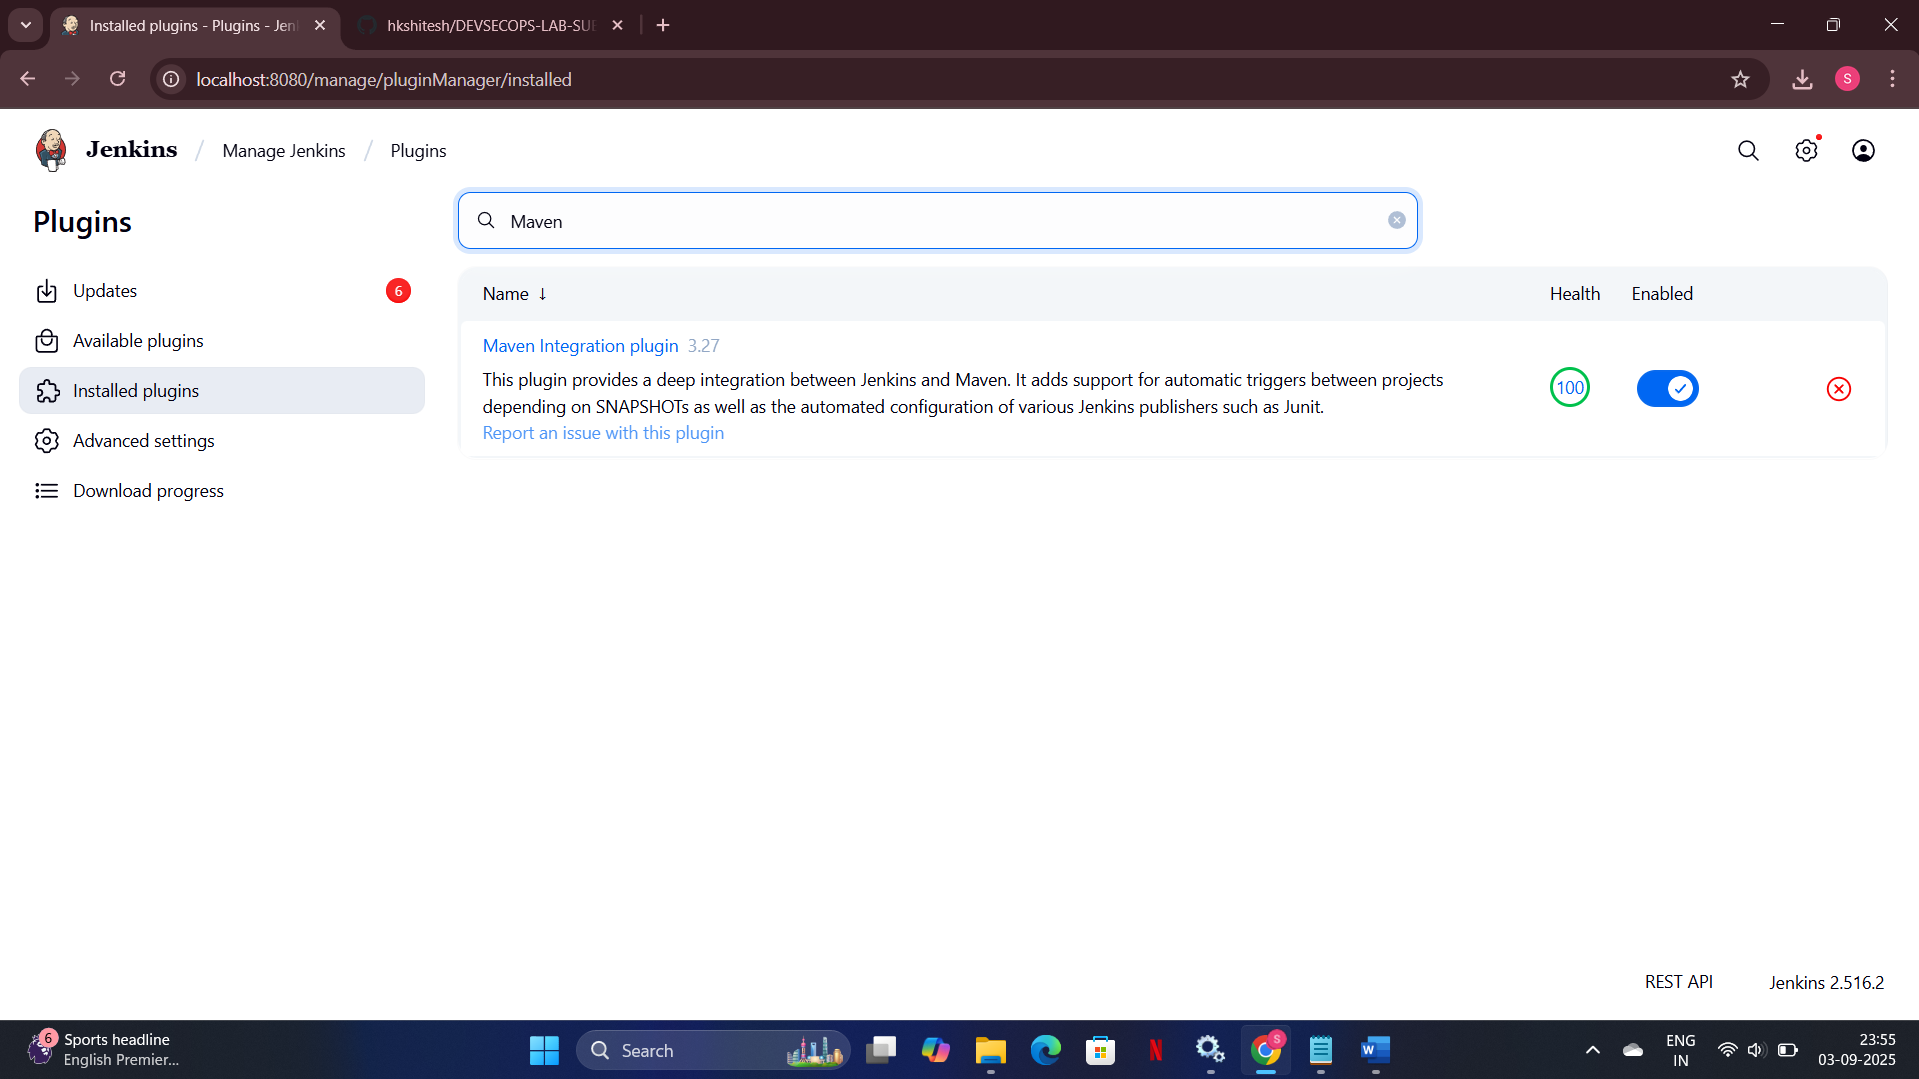 Installed plugins - Plugins - Jen
hkshitesh/DEVSECOPS-LAB-SUB
localhost:8080/manage/pluginManager/installed
S
Jenkins / Manage Jenkins / Plugins
Plugins
Maven
Updates 6
Available plugins
Installed plugins
Advanced settings
Download progress
Name ↓ Health Enabled
Maven Integration plugin 3.27
This plugin provides a deep integration between Jenkins and Maven. It adds support for automatic triggers between projects
depending on SNAPSHOTs as well as the automated configuration of various Jenkins publishers such as Junit.
Report an issue with this plugin
100
REST API Jenkins 2.516.2
6
Sports headline
English Premier...
Search
N
S
W
ENG
IN
23:55
03-09-2025